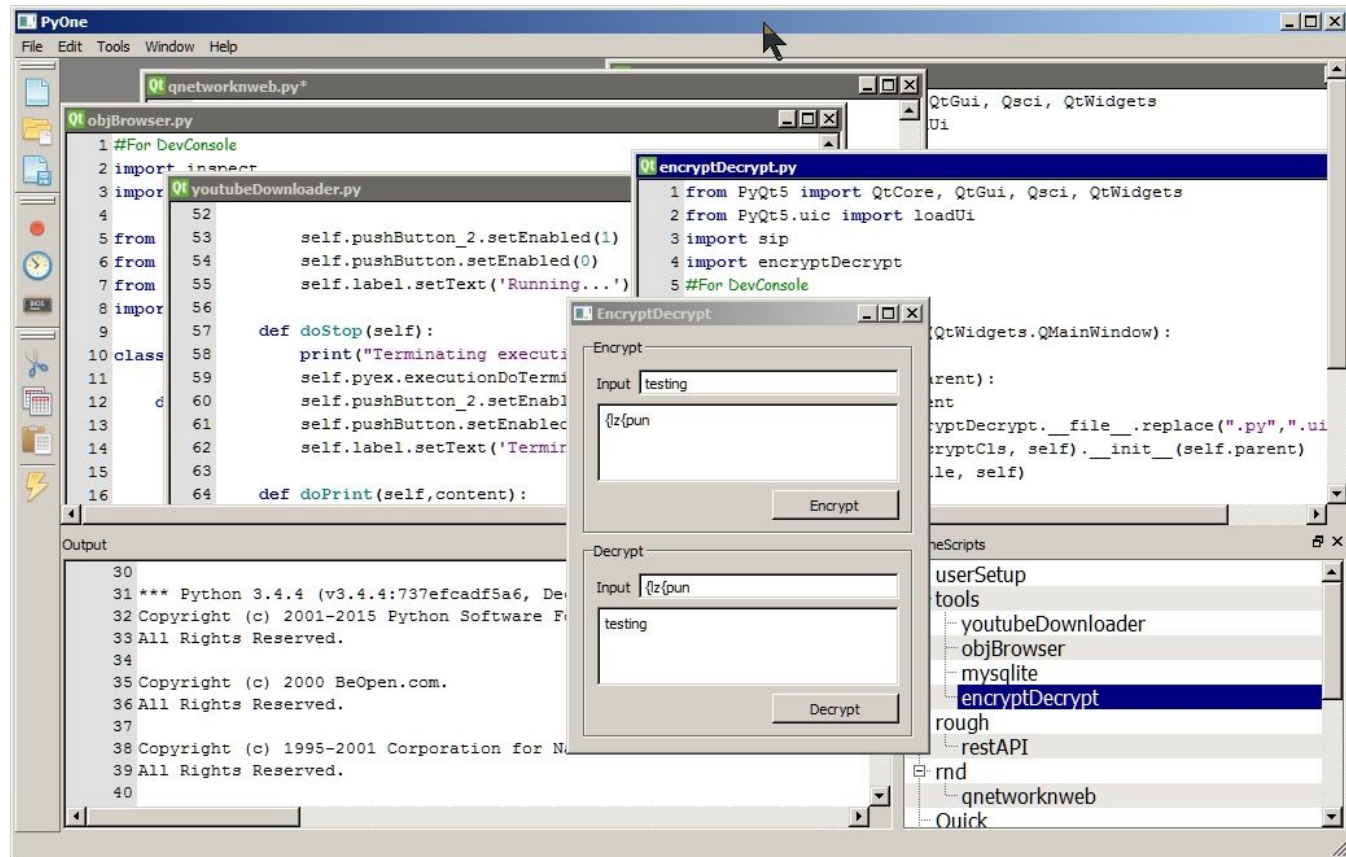 PyOne
File Edit Tools Window Help
qnetworknweb.py*
QtGui, Qsci, QtWidgets
Ui
objBrowser.py
1 #For DevConsole
2 import inspect
3 impor
4
5 from
6 from
7 from
8 impor
9
10 class
11
12 d
13
14
15
16
youtubeDownloader.py
52
53 self.pushButton_2.setEnabled(1)
54 self.pushButton.setEnabled(0)
55 self.label.setText('Running...')
56
57 def doStop(self):
58 print("Terminating executi
59 self.pyex.executionDoTermi
60 self.pushButton_2.setEnabl
61 self.pushButton.setEnabled
62 self.label.setText('Termin
63
64 def doPrint(self,content):
encryptDecrypt.py
1 from PyQt5 import QtCore, QtGui, Qsci, QtWidgets
2 from PyQt5.uic import loadUi
3 import sip
4 import encryptDecrypt
5 #For DevConsole
(QtWidgets.QMainWindow):
arent):
ent
ryptDecrypt.__file__.replace(".py",".ui
cryptCls, self).__init__(self.parent)
ile, self)
EncryptDecrypt
Encrypt
Input testing
{lz{pun
Encrypt
Decrypt
Input {lz{pun
testing
Decrypt
Output
30
31 *** Python 3.4.4 (v3.4.4:737efcadf5a6, De
32 Copyright (c) 2001-2015 Python Software F
33 All Rights Reserved.
34
35 Copyright (c) 2000 BeOpen.com.
36 All Rights Reserved.
37
38 Copyright (c) 1995-2001 Corporation for Na
39 All Rights Reserved.
40
neScripts
userSetup
tools
youtubeDownloader
objBrowser
mysqlite
encryptDecrypt
rough
restAPI
rnd
qnetworknweb
Quick